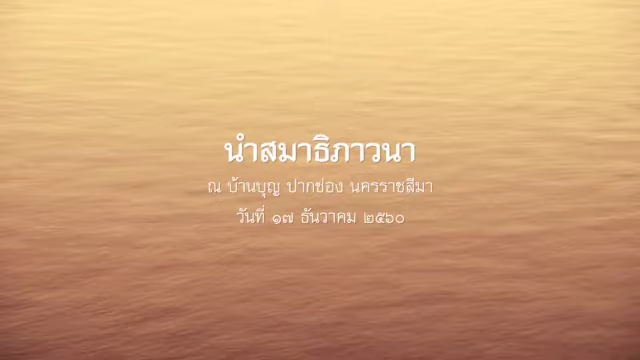 นำสมาธิภาวนา
ณ บ้านบุญ ปากช่อง นครราชสีมา
วันที่ ๑๗ ธันวาคม ๒๕๖๐